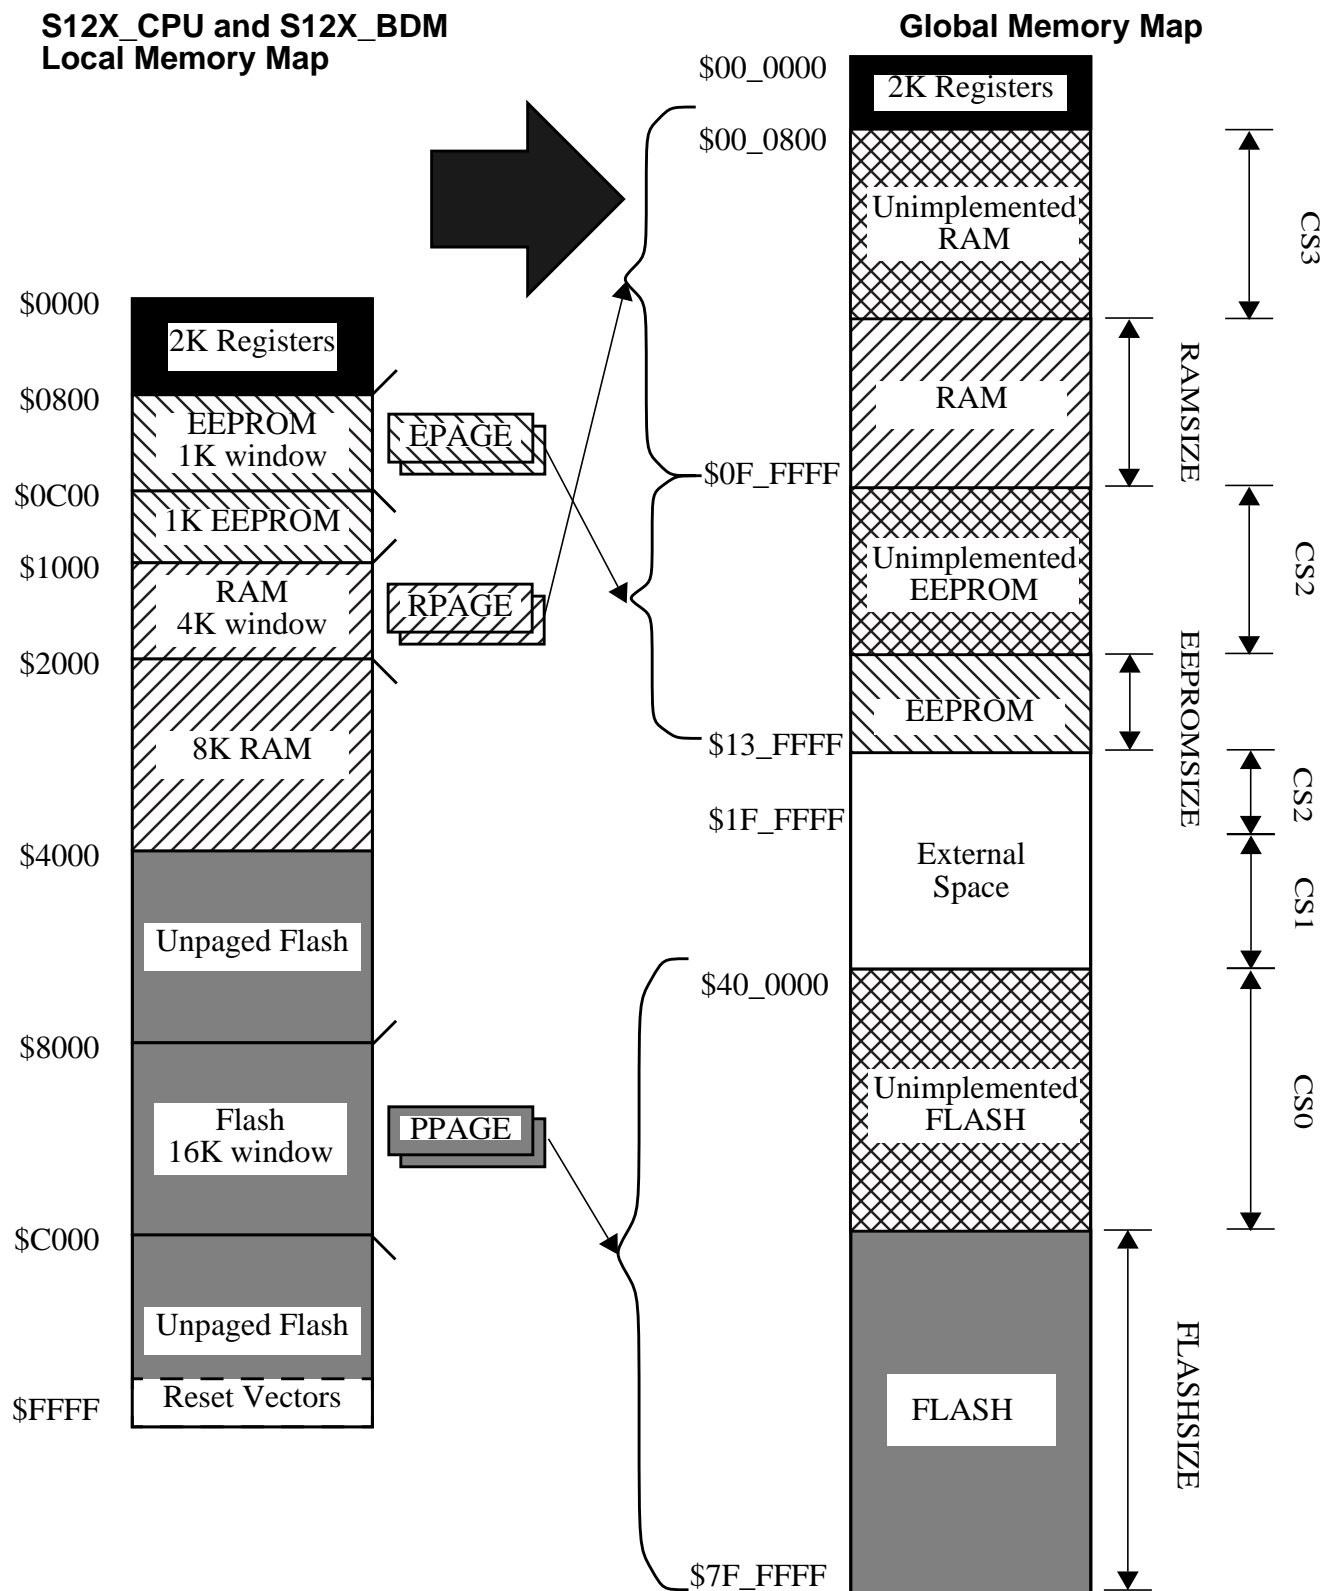 S12X_CPU and S12X_BDM
Local Memory Map
Global Memory Map
$0000
2K Registers
$0800
EEPROM
1K window
$0C00
1K EEPROM
$1000
RAM
4K window
$2000
8K RAM
$4000
Unpaged Flash
$8000
Flash
16K window
$C000
Unpaged Flash
Reset Vectors
$FFFF
EPAGE
RPAGE
PPAGE
$00_0000
2K Registers
$00_0800
Unimplemented
RAM
CS3
RAM
RAMSIZE
$0F_FFFF
Unimplemented
EEPROM
CS2
EEPROM
EEPROMSIZE
$13_FFFF
CS2
$1F_FFFF
External
Space
CS1
$40_0000
Unimplemented
FLASH
CS0
FLASH
FLASHSIZE
$7F_FFFF